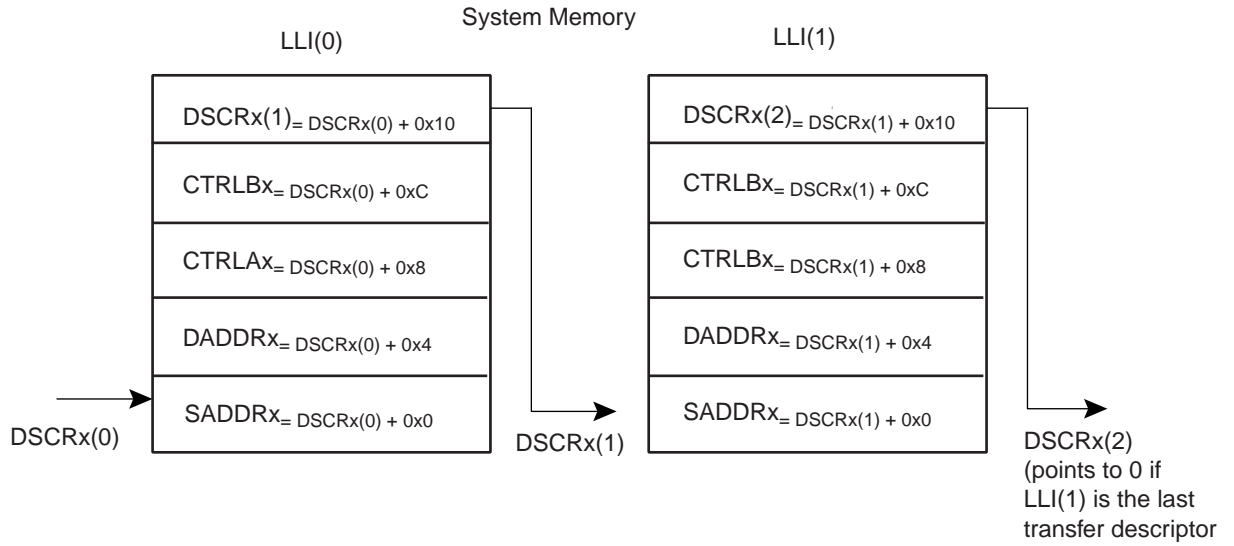 System Memory
LLI(0)
LLI(1)
DSCRx(1)= DSCRx(0) + 0x10
CTRLBx= DSCRx(0) + 0xC
CTRLAx= DSCRx(0) + 0x8
DADDRx= DSCRx(0) + 0x4
SADDRx= DSCRx(0) + 0x0
DSCRx(0)
DSCRx(1)
DSCRx(2)= DSCRx(1) + 0x10
CTRLBx= DSCRx(1) + 0xC
CTRLBx= DSCRx(1) + 0x8
DADDRx= DSCRx(1) + 0x4
SADDRx= DSCRx(1) + 0x0
DSCRx(2)
(points to 0 if
LLI(1) is the last
transfer descriptor